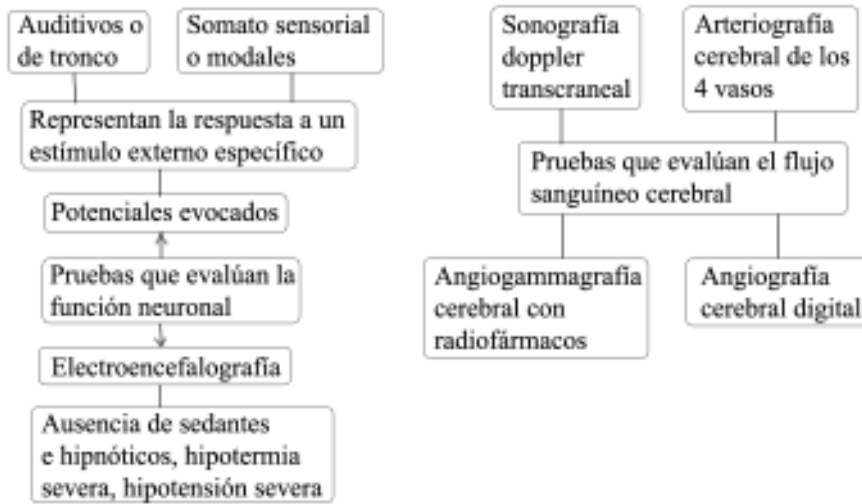 Auditivos o
de tronco
Somato sensorial
o modales
Representan la respuesta a un
estímulo externo específico
Potenciales evocados
Pruebas que evalúan la
función neuronal
Electroencefalografía
Ausencia de sedantes
e hipnóticos, hipotermia
severa, hipotensión severa
Sonografía
doppler
transcraneal
Arteriografía
cerebral de los
4 vasos
Pruebas que evalúan el flujo
sanguíneo cerebral
Angiogammagrafía
cerebral con
radiofármacos
Angiografía
cerebral digital